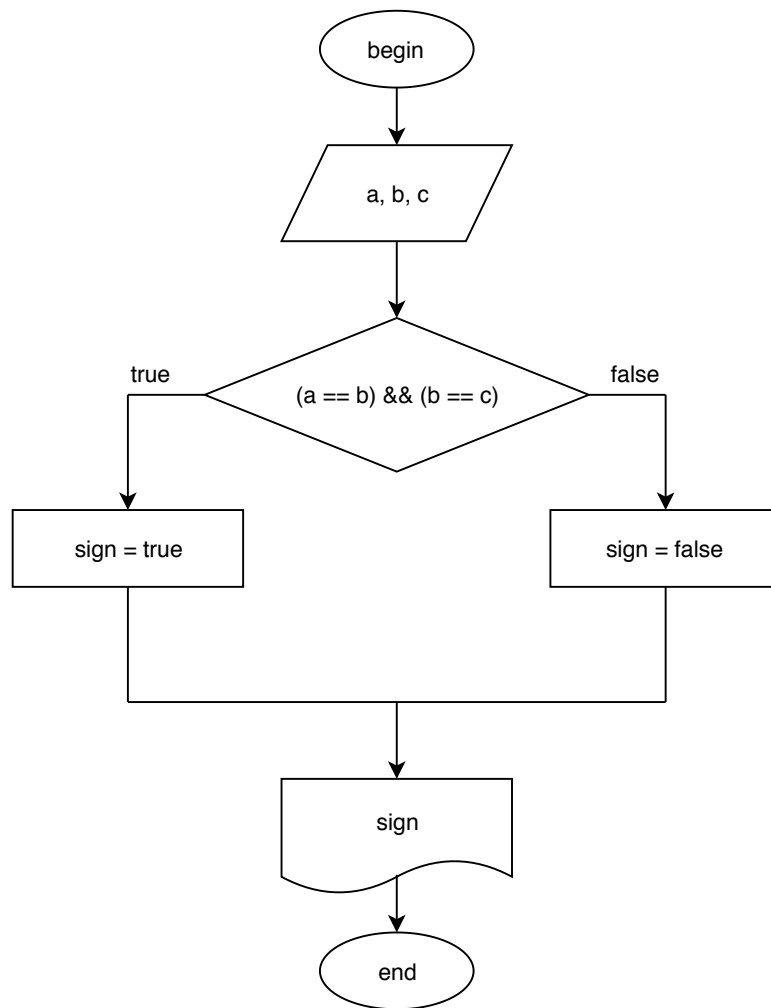 begin
a, b, c
true
false
(a == b) && (b == c)
sign = true
sign = false
sign
end